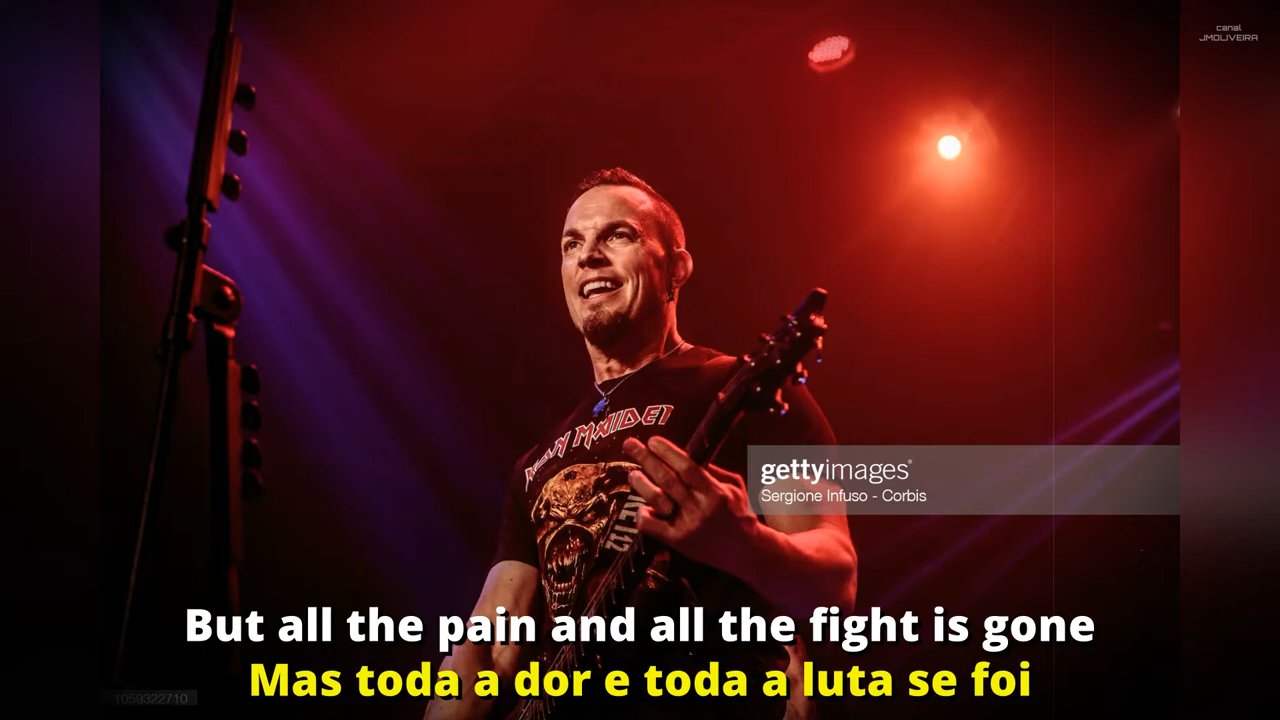 canal
JMOLIVEIRA
IRON MAIDEN
gettyimages®
Sergione Infuso - Corbis
But all the pain and all the fight is gone
Mas toda a dor e toda a luta se foi
1059322710